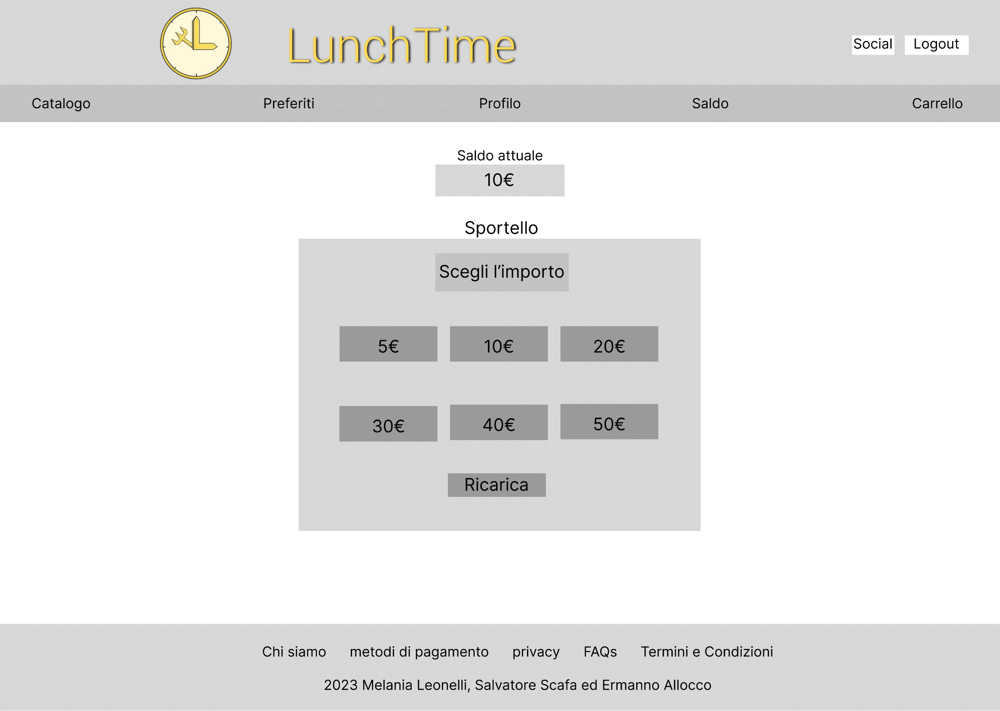 LunchTime
Social Logout
Catalogo Preferiti Profilo Saldo Carrello
Saldo attuale
10€
Sportello
Scegli l’importo
5€ 10€ 20€
30€ 40€ 50€
Ricarica
Chi siamo metodi di pagamento privacy FAQs Termini e Condizioni
2023 Melania Leonelli, Salvatore Scafa ed Ermanno Allocco